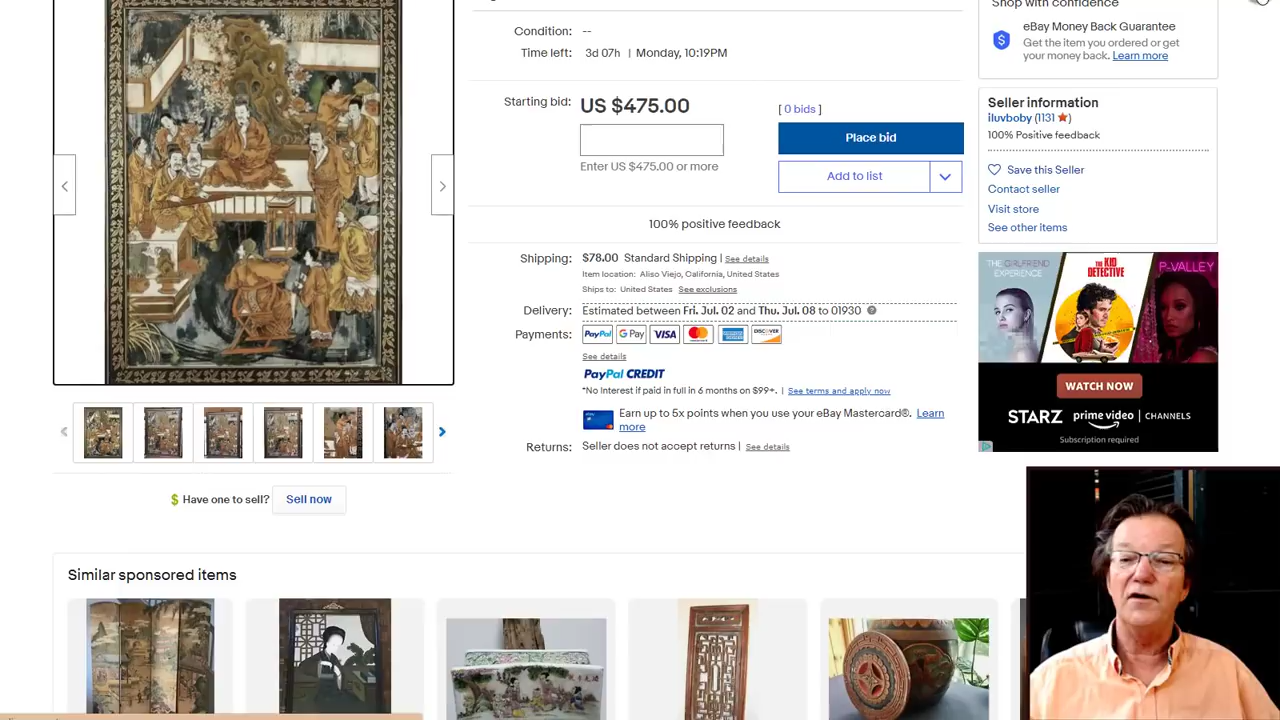 Shop with confidence
Condition: --
eBay Money Back Guarantee
Get the item you ordered or get
your money back. Learn more
Time left: 3d 07h | Monday, 10:19PM
Starting bid: US $475.00 [ 0 bids ]
Place bid
Enter US $475.00 or more
Add to list
Seller information
iluvboby (1131 )
100% Positive feedback
Save this Seller
Contact seller
Visit store
See other items
100% positive feedback
Shipping: $78.00 Standard Shipping | See details
Item location: Aliso Viejo, California, United States
Ships to: United States See exclusions
Delivery: Estimated between Fri. Jul. 02 and Thu. Jul. 08 to 01930
Payments: PayPal G Pay VISA DISCOVER
See details
PayPal CREDIT
*No Interest if paid in full in 6 months on $99+. | See terms and apply now
Earn up to 5x points when you use your eBay Mastercard®. Learn
more
Returns: Seller does not accept returns | See details
THE GIRLFRIEND
EXPERIENCE
THE KID
DETECTIVE
P-VALLEY
WATCH NOW
STARZ prime video | CHANNELS
Subscription required
Have one to sell? Sell now
Similar sponsored items